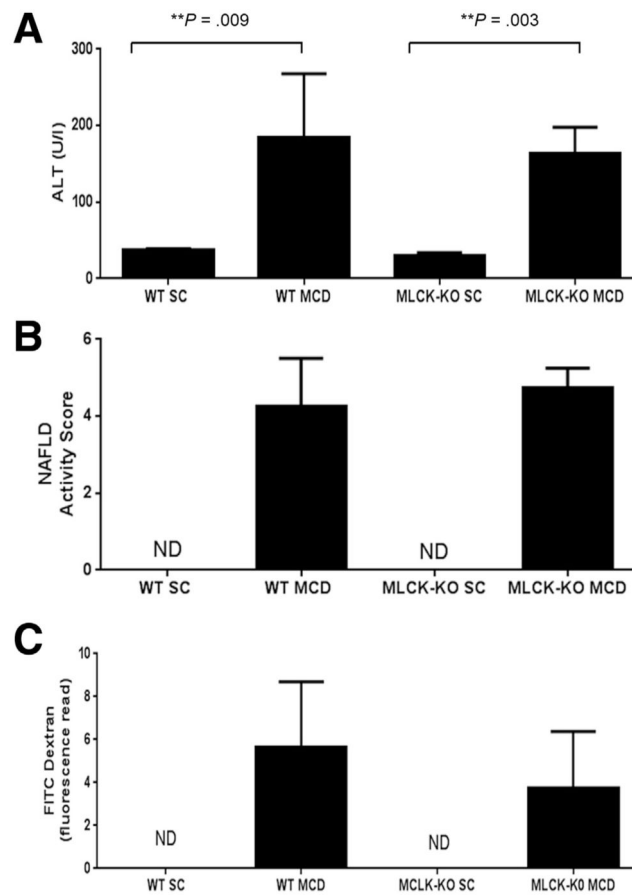 A
**P = .009
**P = .003
300
200
100
0
ALT (U/I)
WT SC
WT MCD
MLCK-KO SC
MLCK-KO MCD
B
6
4
2
0
NAFLD
Activity Score
ND
ND
WT SC
WT MCD
MLCK-KO SC
MLCK-KO MCD
C
10
8
6
4
2
0
FITC Dextran
(fluorescence read)
ND
ND
WT SC
WT MCD
MCLK-KO SC
MLCK-K0 MCD